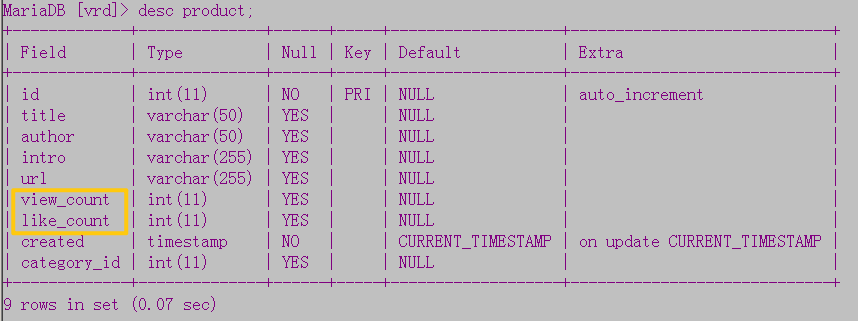 MariaDB [vrd]> desc product;
+-------------+--------------+------+-----+-------------------+-----------------------------+
| Field       | Type         | Null | Key | Default           | Extra                       |
+-------------+--------------+------+-----+-------------------+-----------------------------+
| id          | int(11)      | NO   | PRI | NULL              | auto_increment              |
| title       | varchar(50)  | YES  |     | NULL              |                             |
| author      | varchar(50)  | YES  |     | NULL              |                             |
| intro       | varchar(255) | YES  |     | NULL              |                             |
| url         | varchar(255) | YES  |     | NULL              |                             |
| view_count  | int(11)      | YES  |     | NULL              |                             |
| like_count  | int(11)      | YES  |     | NULL              |                             |
| created     | timestamp    | NO   |     | CURRENT_TIMESTAMP | on update CURRENT_TIMESTAMP |
| category_id | int(11)      | YES  |     | NULL              |                             |
+-------------+--------------+------+-----+-------------------+-----------------------------+
9 rows in set (0.07 sec)